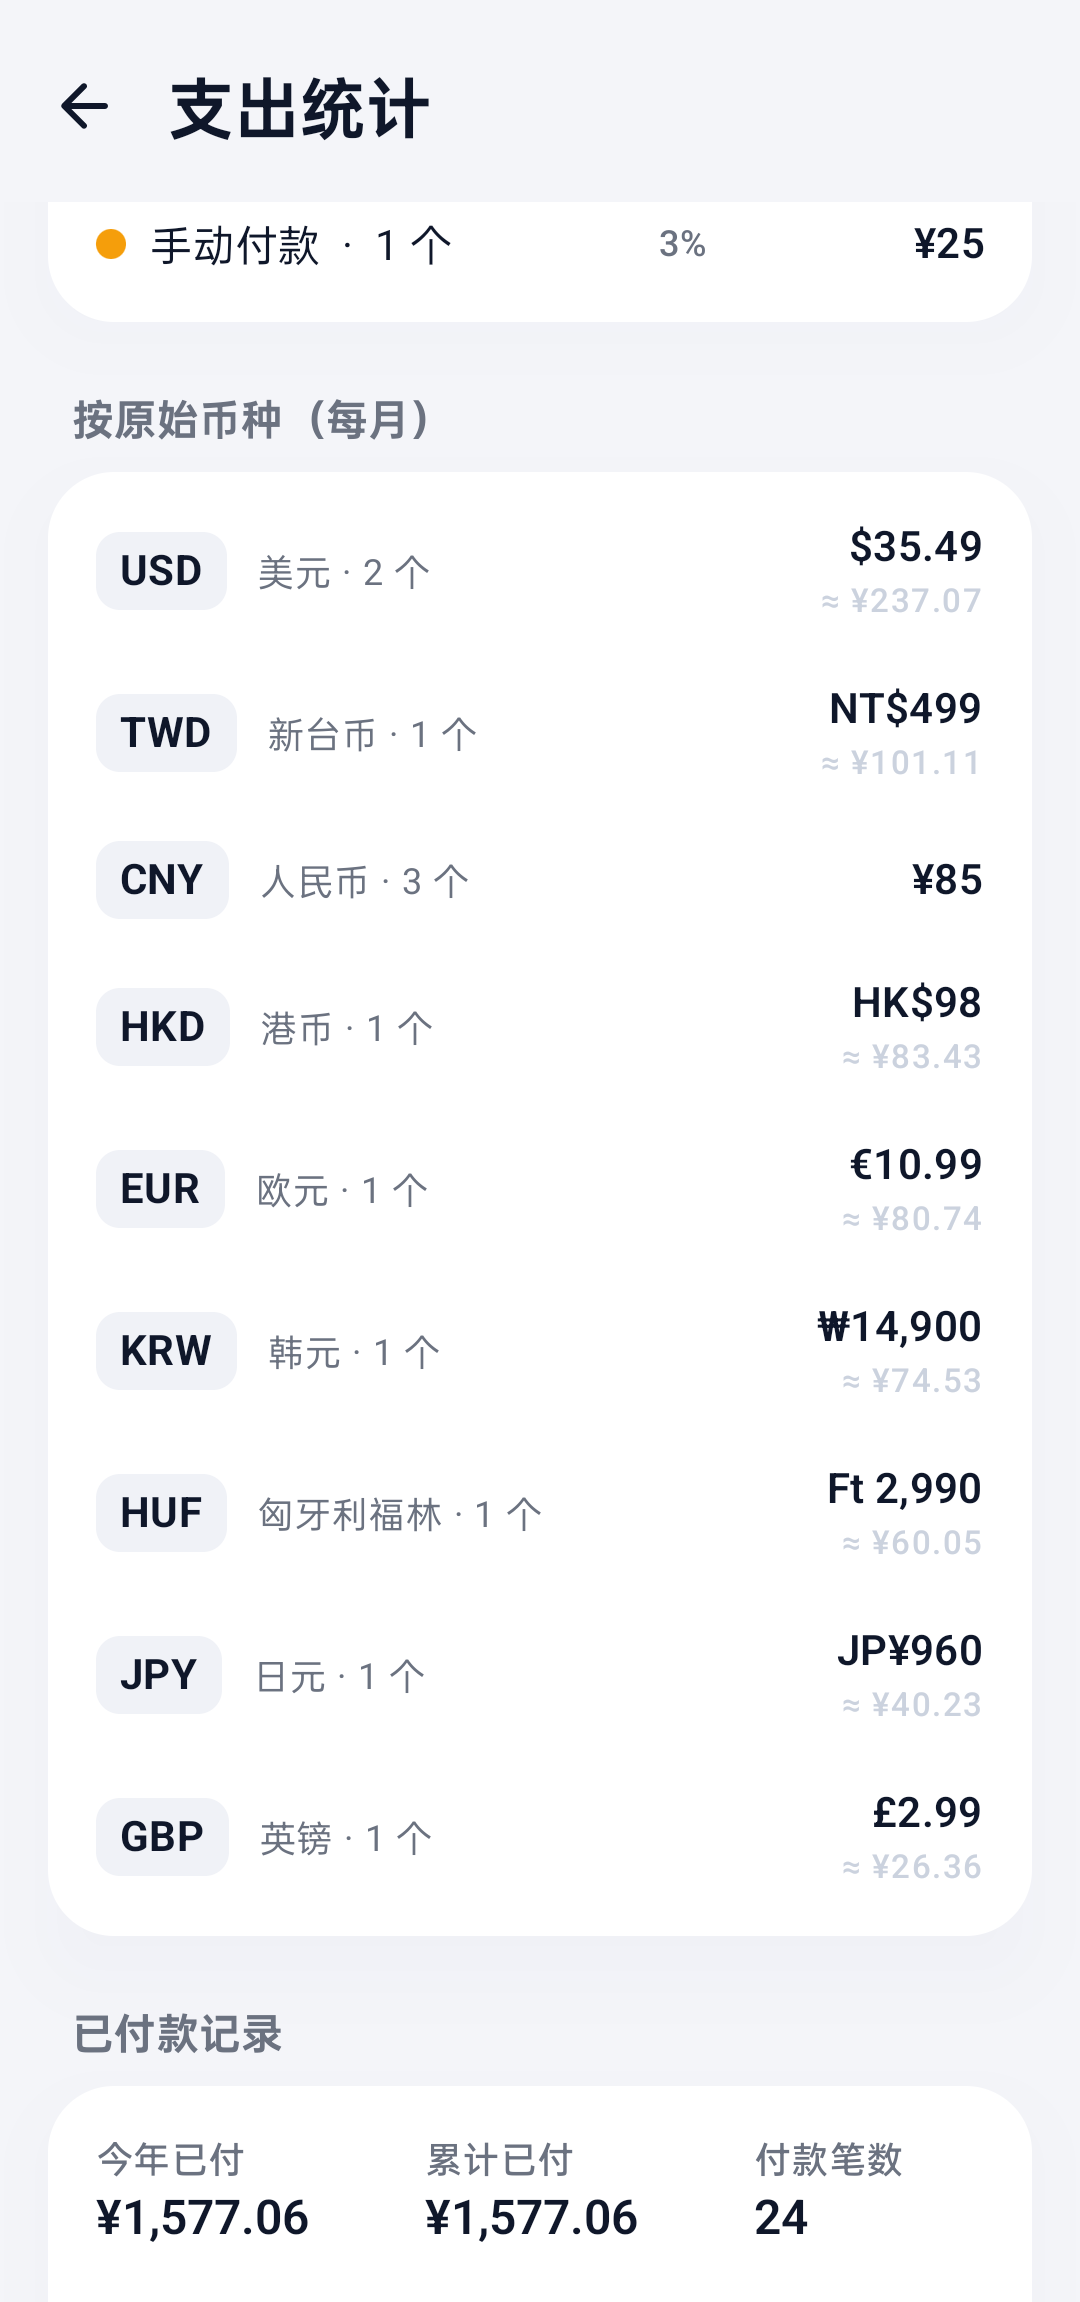 支出统计
手动付款 · 1 个 3% ¥25
按原始币种（每月）
USD 美元 · 2 个 $35.49
≈ ¥237.07
TWD 新台币 · 1 个 NT$499
≈ ¥101.11
CNY 人民币 · 3 个 ¥85
HKD 港币 · 1 个 HK$98
≈ ¥83.43
EUR 欧元 · 1 个 €10.99
≈ ¥80.74
KRW 韩元 · 1 个 ₩14,900
≈ ¥74.53
HUF 匈牙利福林 · 1 个 Ft 2,990
≈ ¥60.05
JPY 日元 · 1 个 JP¥960
≈ ¥40.23
GBP 英镑 · 1 个 £2.99
≈ ¥26.36
已付款记录
今年已付 累计已付 付款笔数
¥1,577.06 ¥1,577.06 24